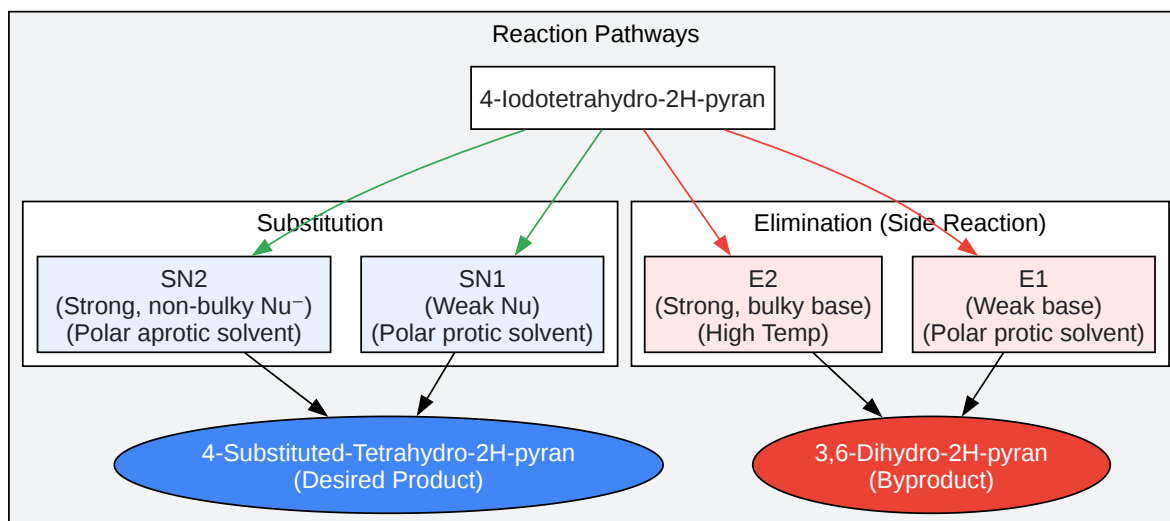 Reaction Pathways
4-Iodotetrahydro-2H-pyran
Substitution
Elimination (Side Reaction)
SN2
(Strong, non-bulky Nu⁻)
(Polar aprotic solvent)
SN1
(Weak Nu)
(Polar protic solvent)
E2
(Strong, bulky base)
(High Temp)
E1
(Weak base)
(Polar protic solvent)
4-Substituted-Tetrahydro-2H-pyran
(Desired Product)
3,6-Dihydro-2H-pyran
(Byproduct)